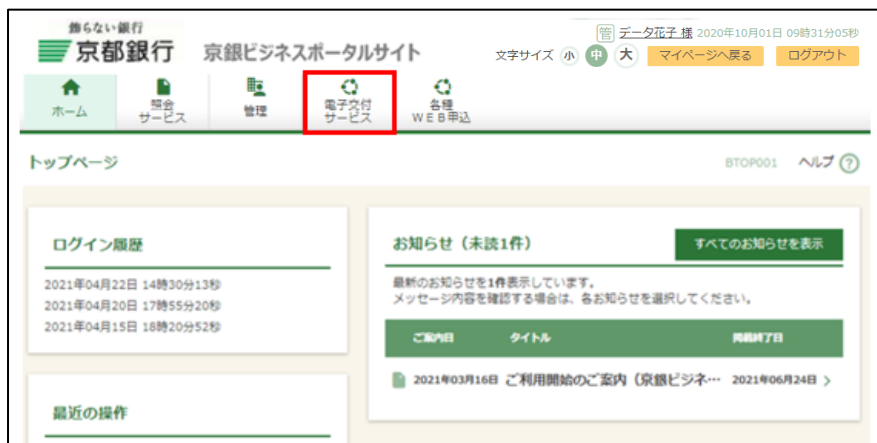 飾らない銀行
京都銀行
京銀ビジネスポータルサイト
管 データ花子 様 2020年10月01日 09時31分05秒
文字サイズ 小 中 大 マイページへ戻る ログアウト
ホーム
照会
サービス
管理
電子交付
サービス
各種
ＷＥＢ申込
トップページ
BTOP001 ヘルプ ?
ログイン履歴
2021年04月22日 14時30分13秒
2021年04月20日 17時55分20秒
2021年04月15日 18時20分52秒
お知らせ（未読1件）
すべてのお知らせを表示
最新のお知らせを1件表示しています。
メッセージ内容を確認する場合は、各お知らせを選択してください。
ご案内日 タイトル 掲載終了日
2021年03月16日 ご利用開始のご案内（京銀ビジネ… 2021年06月24日
最近の操作